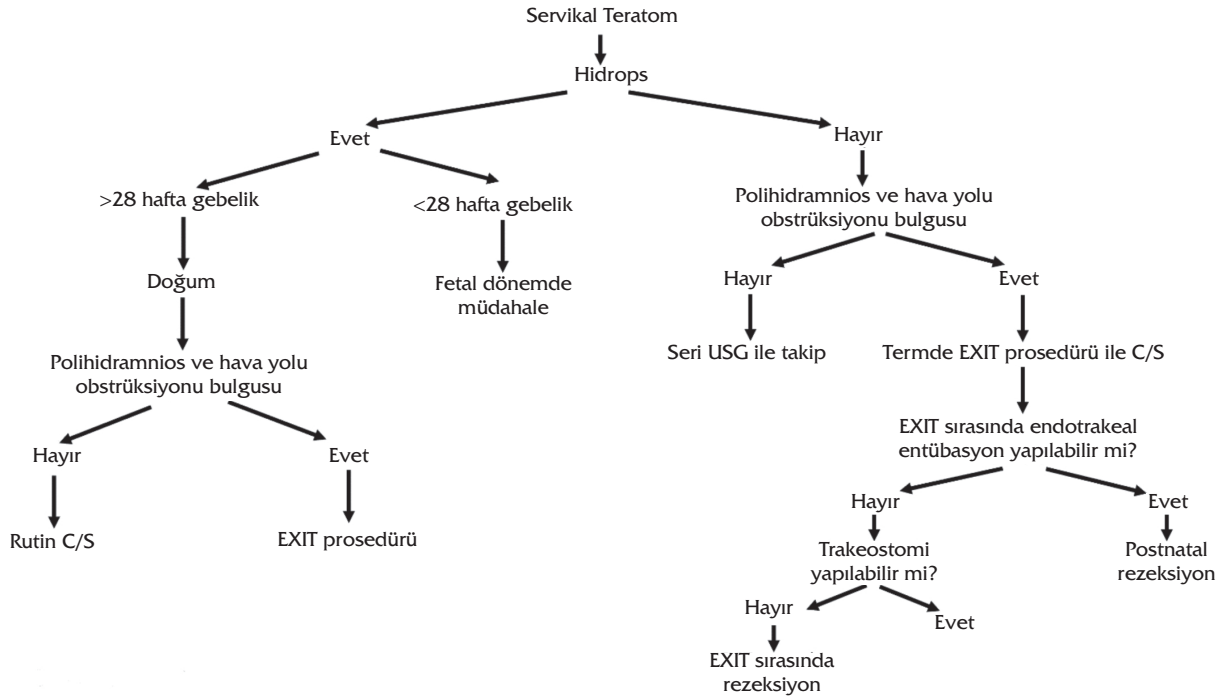 Servikal Teratom
Hidrops
Evet
Hayır
>28 hafta gebelik
<28 hafta gebelik
Polihidramnios ve hava yolu
obstrüksiyonu bulgusu
Doğum
Fetal dönemde
müdahale
Hayır
Evet
Polihidramnios ve hava yolu
obstrüksiyonu bulgusu
Seri USG ile takip
Termde EXIT prosedürü ile C/S
Hayır
Evet
EXIT sırasında endotrakeal
entübasyon yapılabilir mi?
Rutin C/S
EXIT prosedürü
Hayır
Evet
Trakeostomi
yapılabilir mi?
Postnatal
rezeksiyon
Hayır
Evet
EXIT sırasında
rezeksiyon